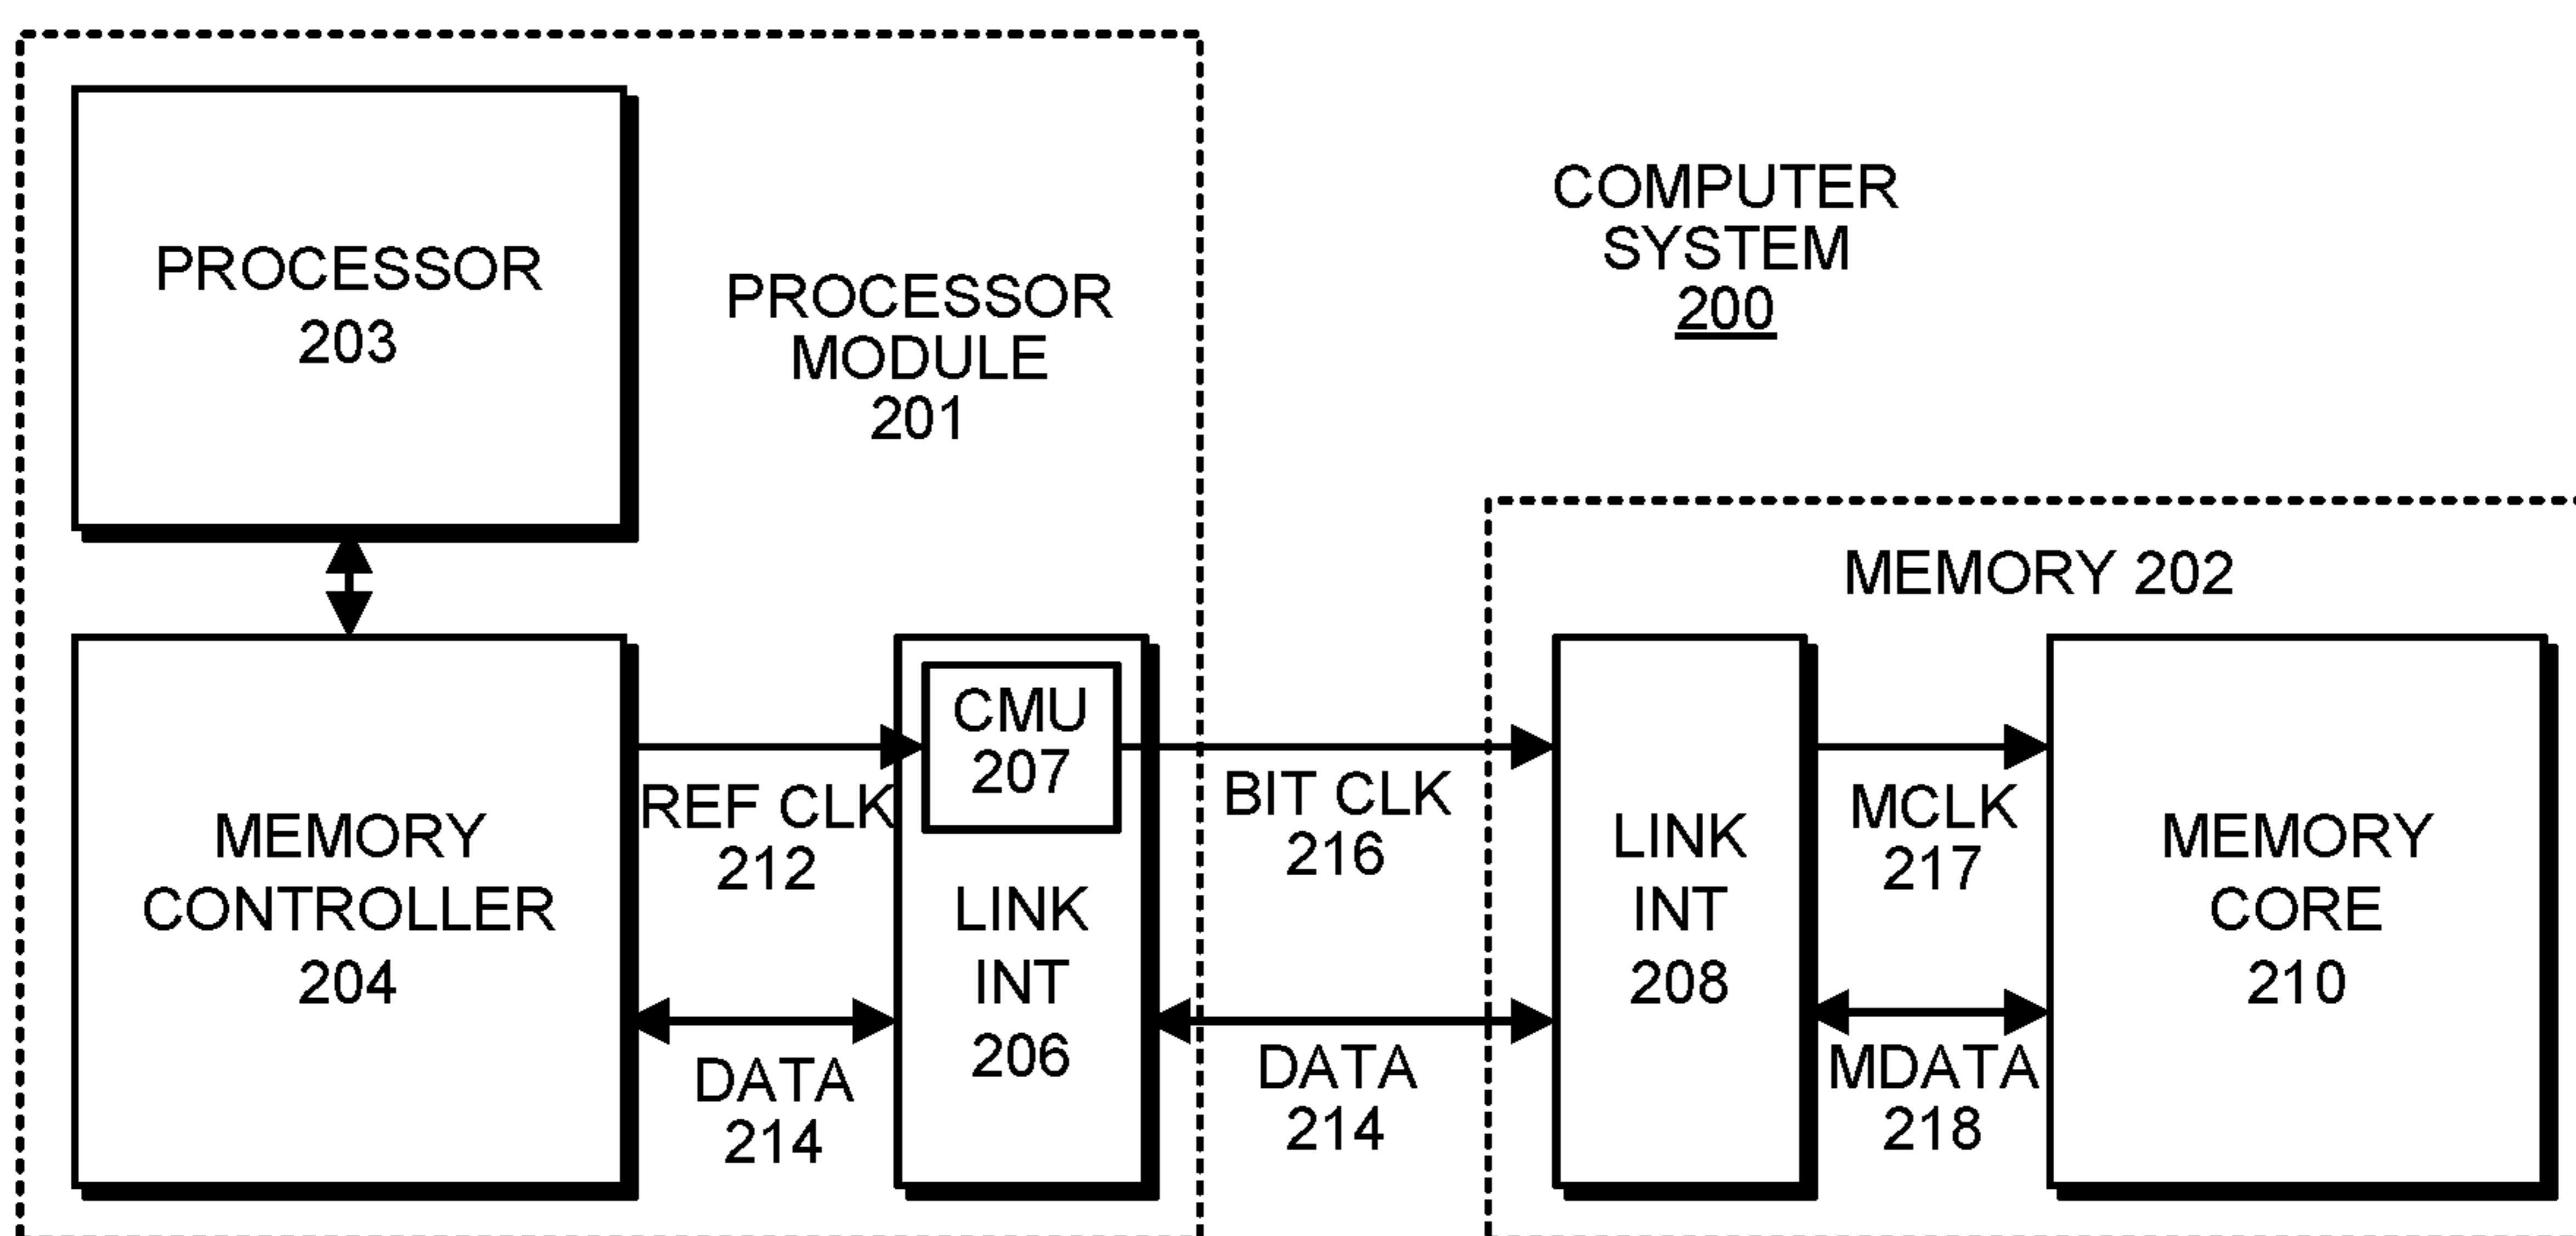 COMPUTER
SYSTEM
200
PROCESSOR
203
PROCESSOR
MODULE
201
MEMORY 202
MEMORY
CONTROLLER
204
REF CLK
212
DATA
214
CMU
207
LINK
INT
206
BIT CLK
216
DATA
214
LINK
INT
208
MCLK
217
MDATA
218
MEMORY
CORE
210